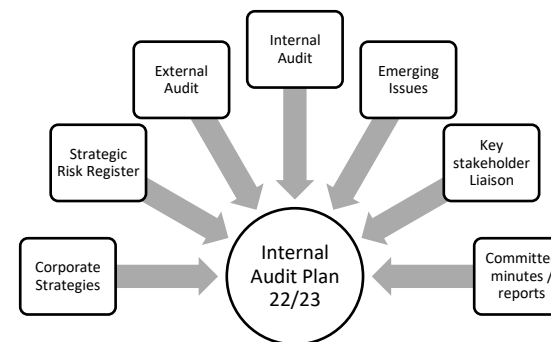 Internal
Audit
External
Audit
Emerging
Issues
Strategic
Risk Register
Key
stakeholder
Liaison
Corporate
Strategies
Internal
Audit Plan
22/23
Committee
minutes /
reports